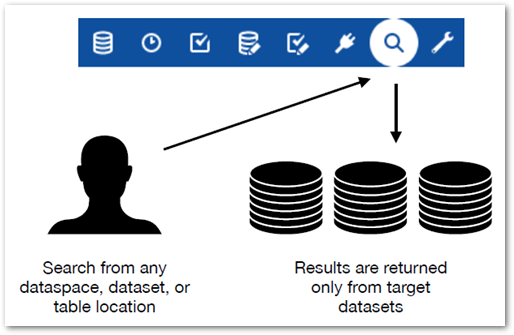 Search from any
dataspace, dataset, or
table location
Results are returned
only from target
datasets